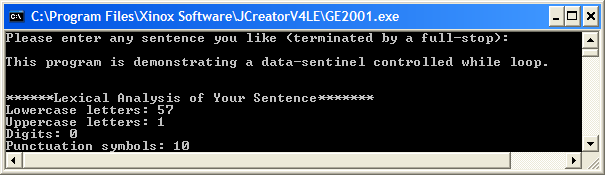 C:\Program Files\Xinox Software\JCreatorV4LE\GE2001.exe
Please enter any sentence you like (terminated by a full-stop):
This program is demonstrating a data-sentinel controlled while loop.
******Lexical Analysis of Your Sentence*******
Lowercase letters: 57
Uppercase letters: 1
Digits: 0
Punctuation symbols: 10